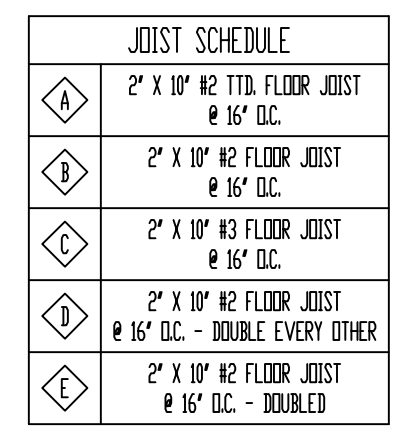 JOIST SCHEDULE
A
2" X 10" #2 TTD. FLOOR JOIST
@ 16" O.C.
B
2" X 10" #2 FLOOR JOIST
@ 16" O.C.
C
2" X 10" #3 FLOOR JOIST
@ 16" O.C.
D
2" X 10" #2 FLOOR JOIST
@ 16" O.C. - DOUBLE EVERY OTHER
E
2" X 10" #2 FLOOR JOIST
@ 16" O.C. - DOUBLED